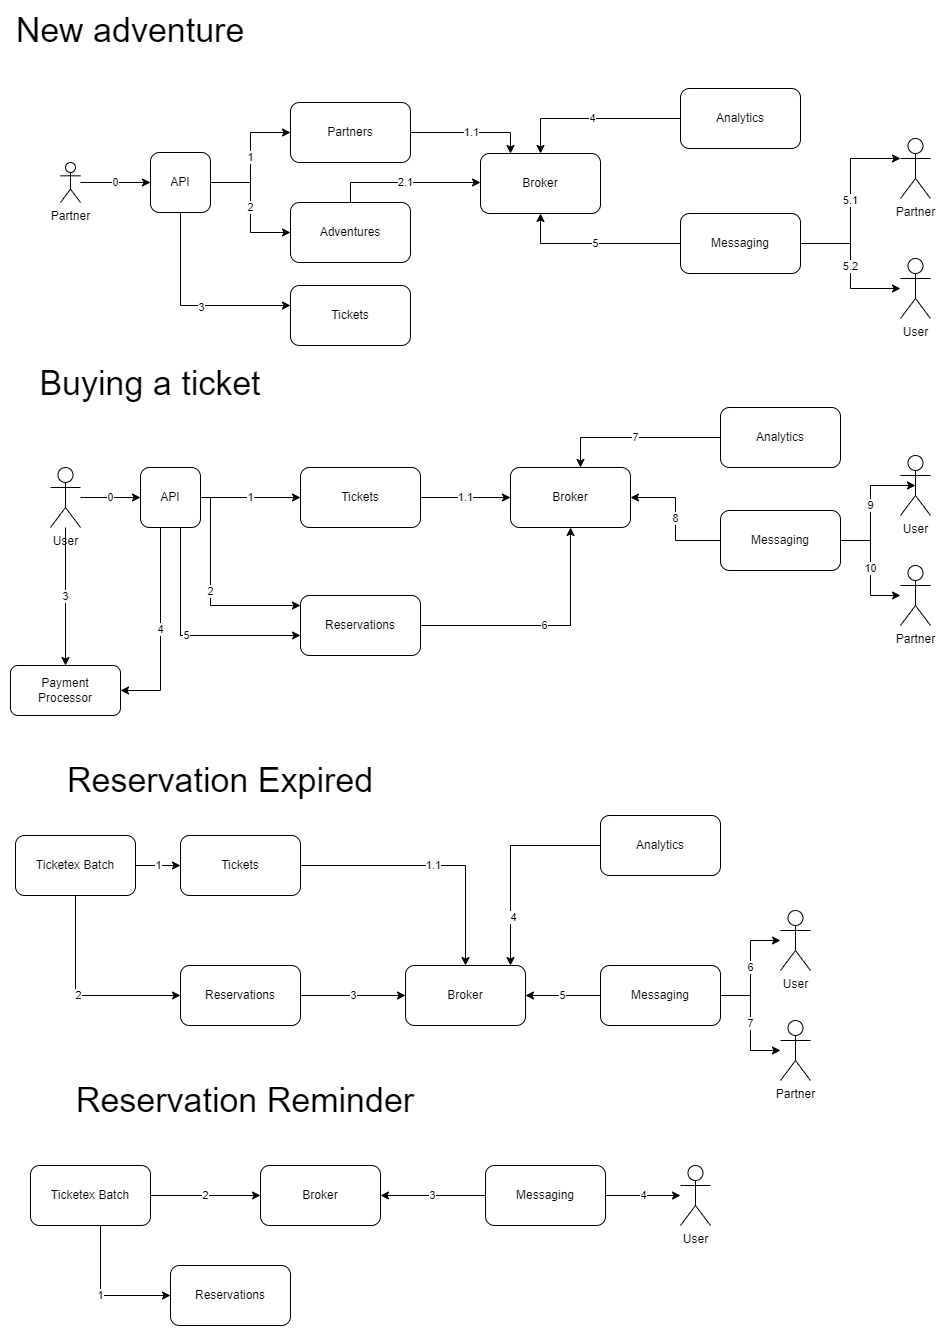 New adventure
Analytics
4
Partners
1.1
1
API
0
Partner
2.1
Broker
5.1
Partner
2
Adventures
5
Messaging
5.2
3
Tickets
User
Buying a ticket
Analytics
7
User
0
API
1
Tickets
1.1
Broker
9
User
8
Messaging
10
3
2
4
5
Reservations
6
Partner
Payment
Processor
Reservation Expired
Analytics
Ticketex Batch
1
Tickets
1.1
4
6
User
2
Reservations
3
Broker
5
Messaging
7
Partner
Reservation Reminder
Ticketex Batch
2
Broker
3
Messaging
4
User
1
Reservations